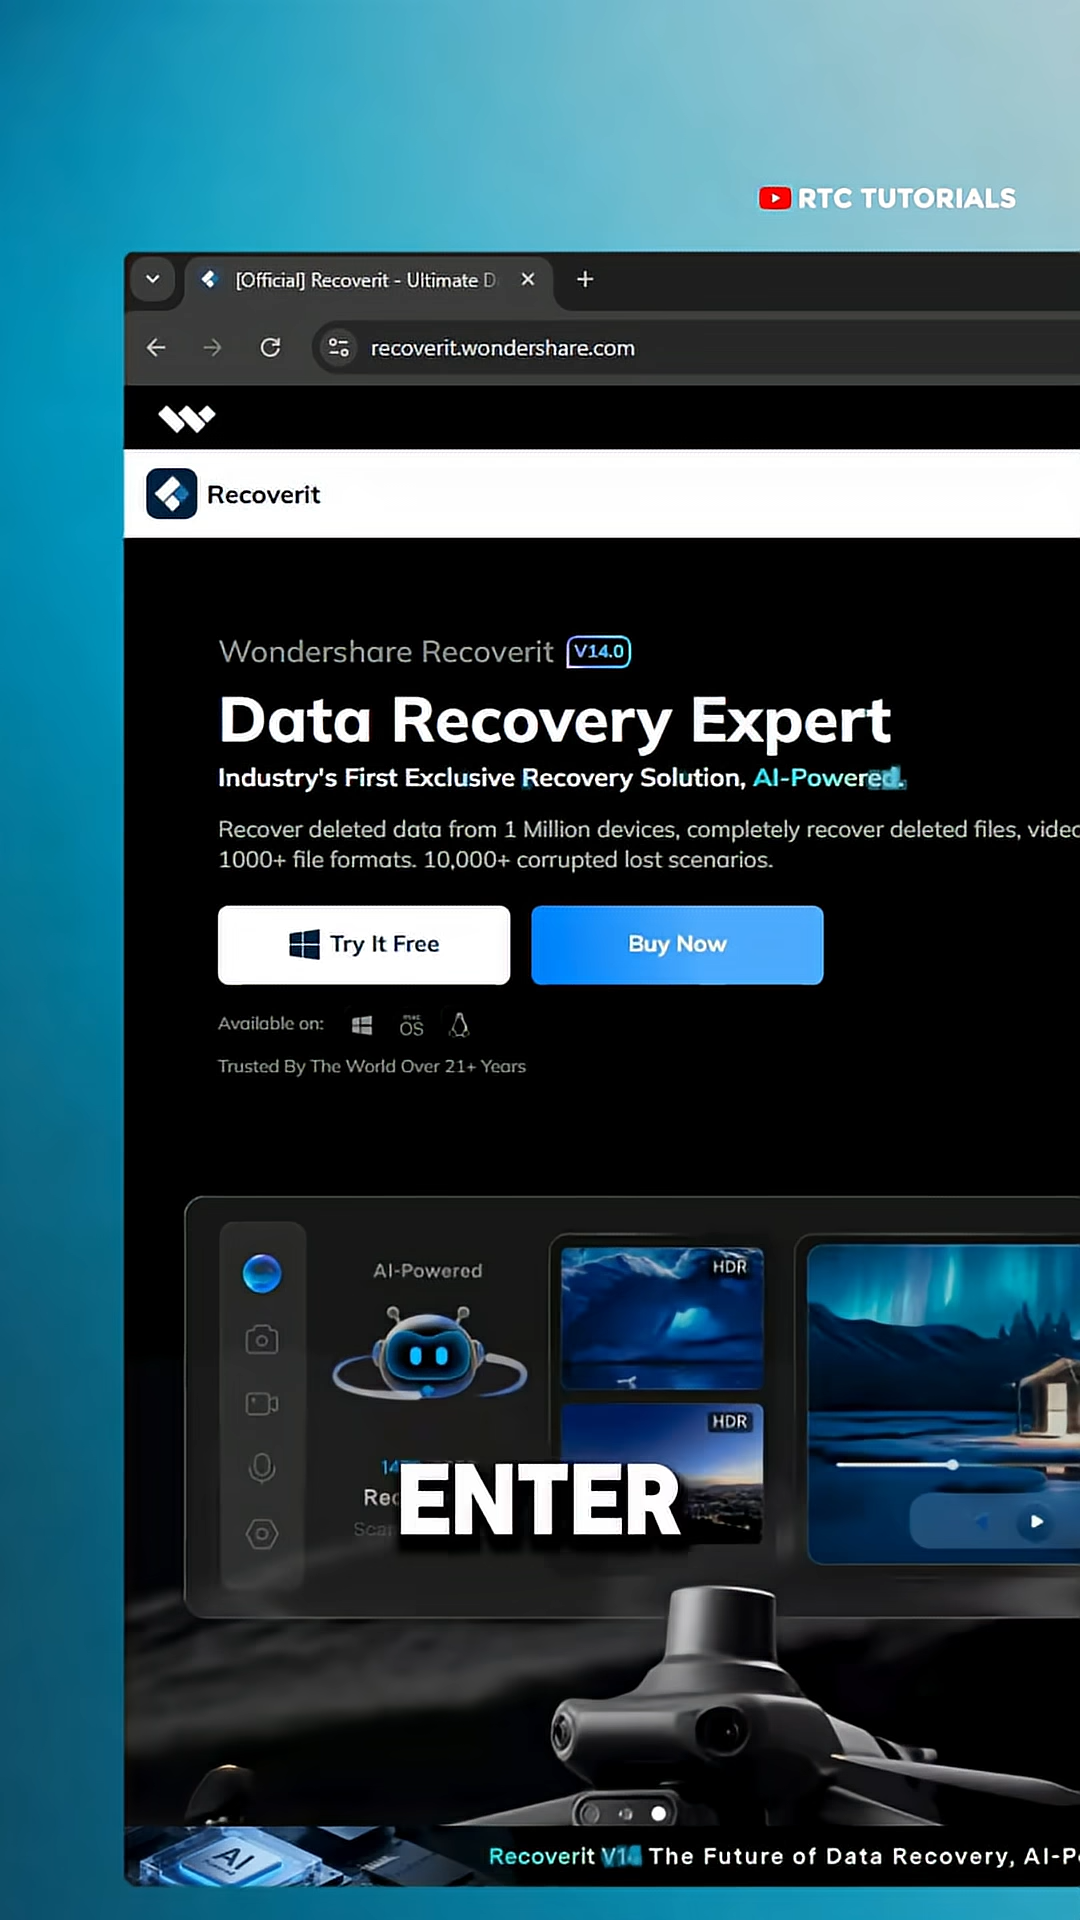 RTC TUTORIALS
[Official] Recoverit - Ultimate D
recoverit.wondershare.com
Recoverit
Wondershare Recoverit V14.0
Data Recovery Expert
Industry's First Exclusive Recovery Solution, AI-Powered.
Recover deleted data from 1 Million devices, completely recover deleted files, video
1000+ file formats. 10,000+ corrupted lost scenarios.
Try It Free
Buy Now
Available on: macOS
Trusted By The World Over 21+ Years
AI-Powered
HDR
HDR
ENTER
AI
Recoverit V14 The Future of Data Recovery, AI-P